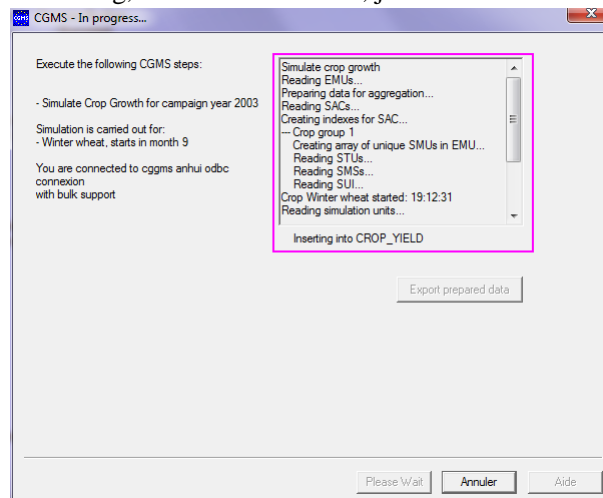 CGMS - In progress...
Execute the following CGMS steps:
- Simulate Crop Growth for campaign year 2003
Simulation is carried out for:
- Winter wheat, starts in month 9
You are connected to cggms anhui odbc
connexion
with bulk support
Simulate crop growth
Reading EMUs...
Preparing data for aggregation...
Reading SACs...
Creating indexes for SAC...
--- Crop group 1
Creating array of unique SMUs in EMU...
Reading STUs...
Reading SMSs...
Reading SUI...
Crop Winter wheat started: 19:12:31
Reading simulation units...
Inserting into CROP_YIELD
Export prepared data
Please Wait
Annuler
Aide